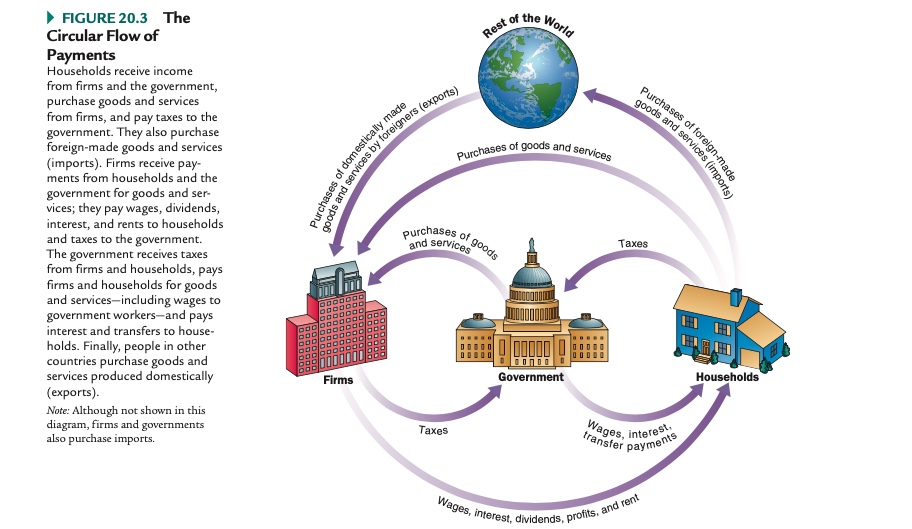 ▶ FIGURE 20.3 The
Circular Flow of
Payments
Households receive income
from firms and the government,
purchase goods and services
from firms, and pay taxes to the
government. They also purchase
foreign-made goods and services
(imports). Firms receive pay-
ments from households and the
government for goods and ser-
vices; they pay wages, dividends,
interest, and rents to households
and taxes to the government.
The government receives taxes
from firms and households, pays
firms and households for goods
and services—including wages to
government workers—and pays
interest and transfers to house-
holds. Finally, people in other
countries purchase goods and
services produced domestically
(exports).
Note: Although not shown in this
diagram, firms and governments
also purchase imports.
Rest of the World
Purchases of domestically made
goods and services by foreigners (exports)
Purchases of foreign-made
goods and services (imports)
Purchases of goods and services
Purchases of goods
and services
Taxes
Firms
Government
Households
Taxes
Wages, interest,
transfer payments
Wages, interest, dividends, profits, and rent